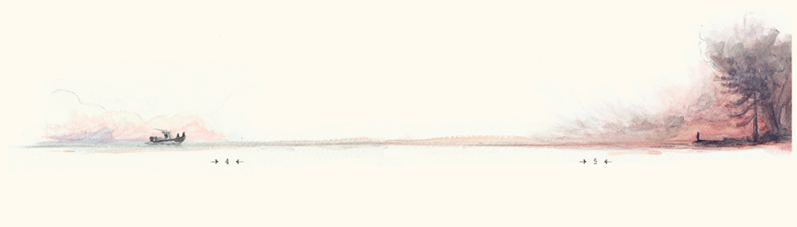 → 4 ←
→ 5 ←